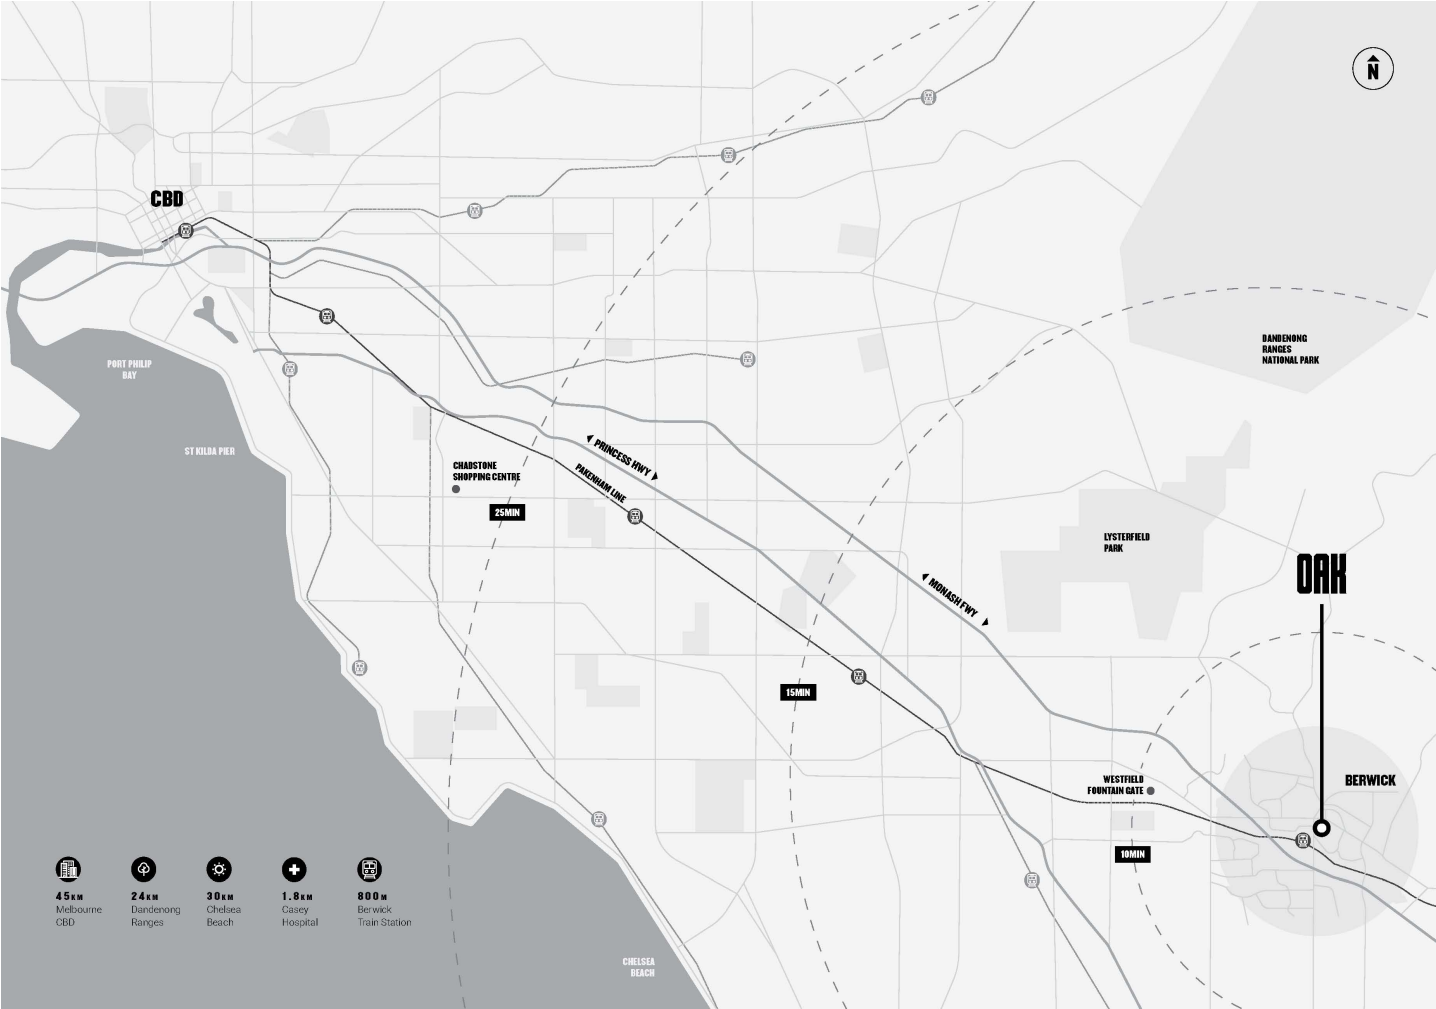 N
CBD
DANDENONG
RANGES
NATIONAL PARK
PORT PHILIP
BAY
ST KILDA PIER
PRINCESS HWY
PAKENHAM LINE
CHADSTONE
SHOPPING CENTRE
25MIN
LYSTERFIELD
PARK
OAK
MONASH FWY
15MIN
WESTFIELD
FOUNTAIN GATE
BERWICK
10MIN
45KM
Melbourne
CBD
24KM
Dandenong
Ranges
30KM
Chelsea
Beach
1.8KM
Casey
Hospital
800M
Berwick
Train Station
CHELSEA
BEACH